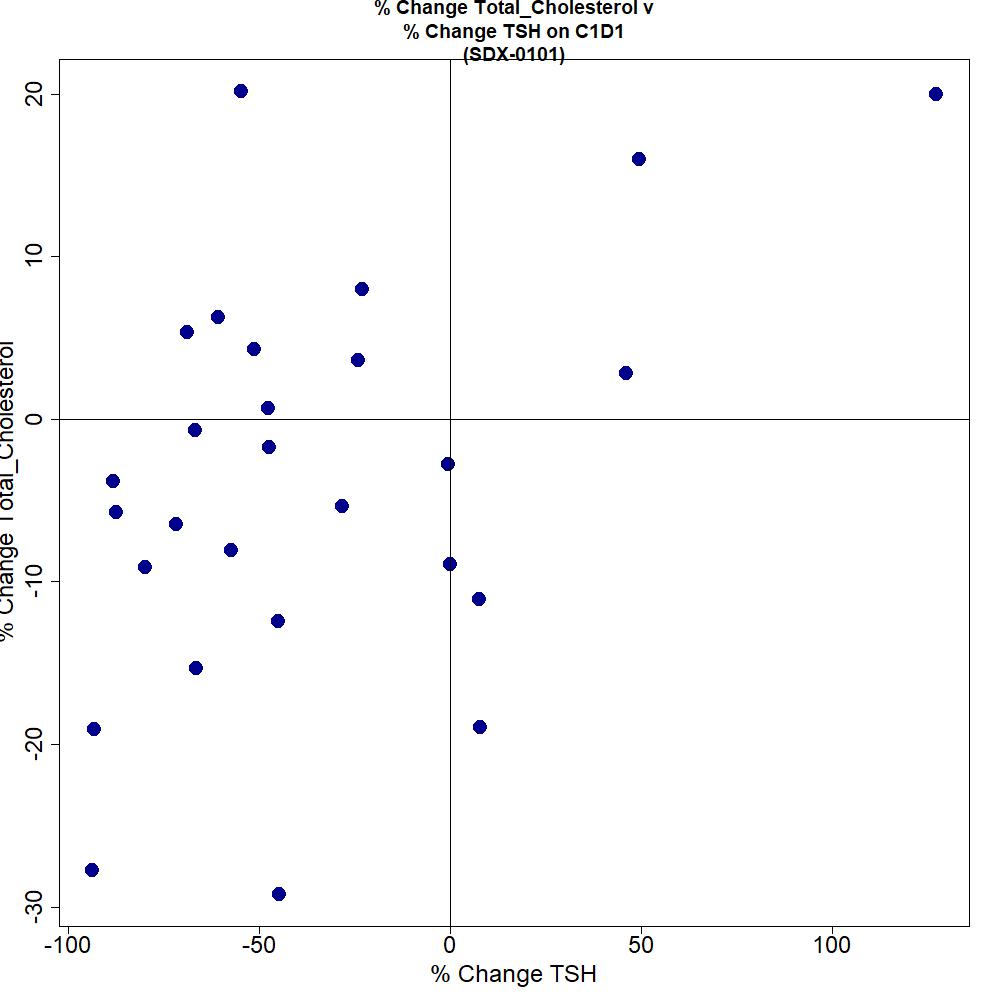 % Change Total_Cholesterol v
% Change TSH on C1D1
(SDX-0101)
% Change Total_Cholesterol
20
10
0
-10
-20
-30
-100
-50
0
50
100
% Change TSH